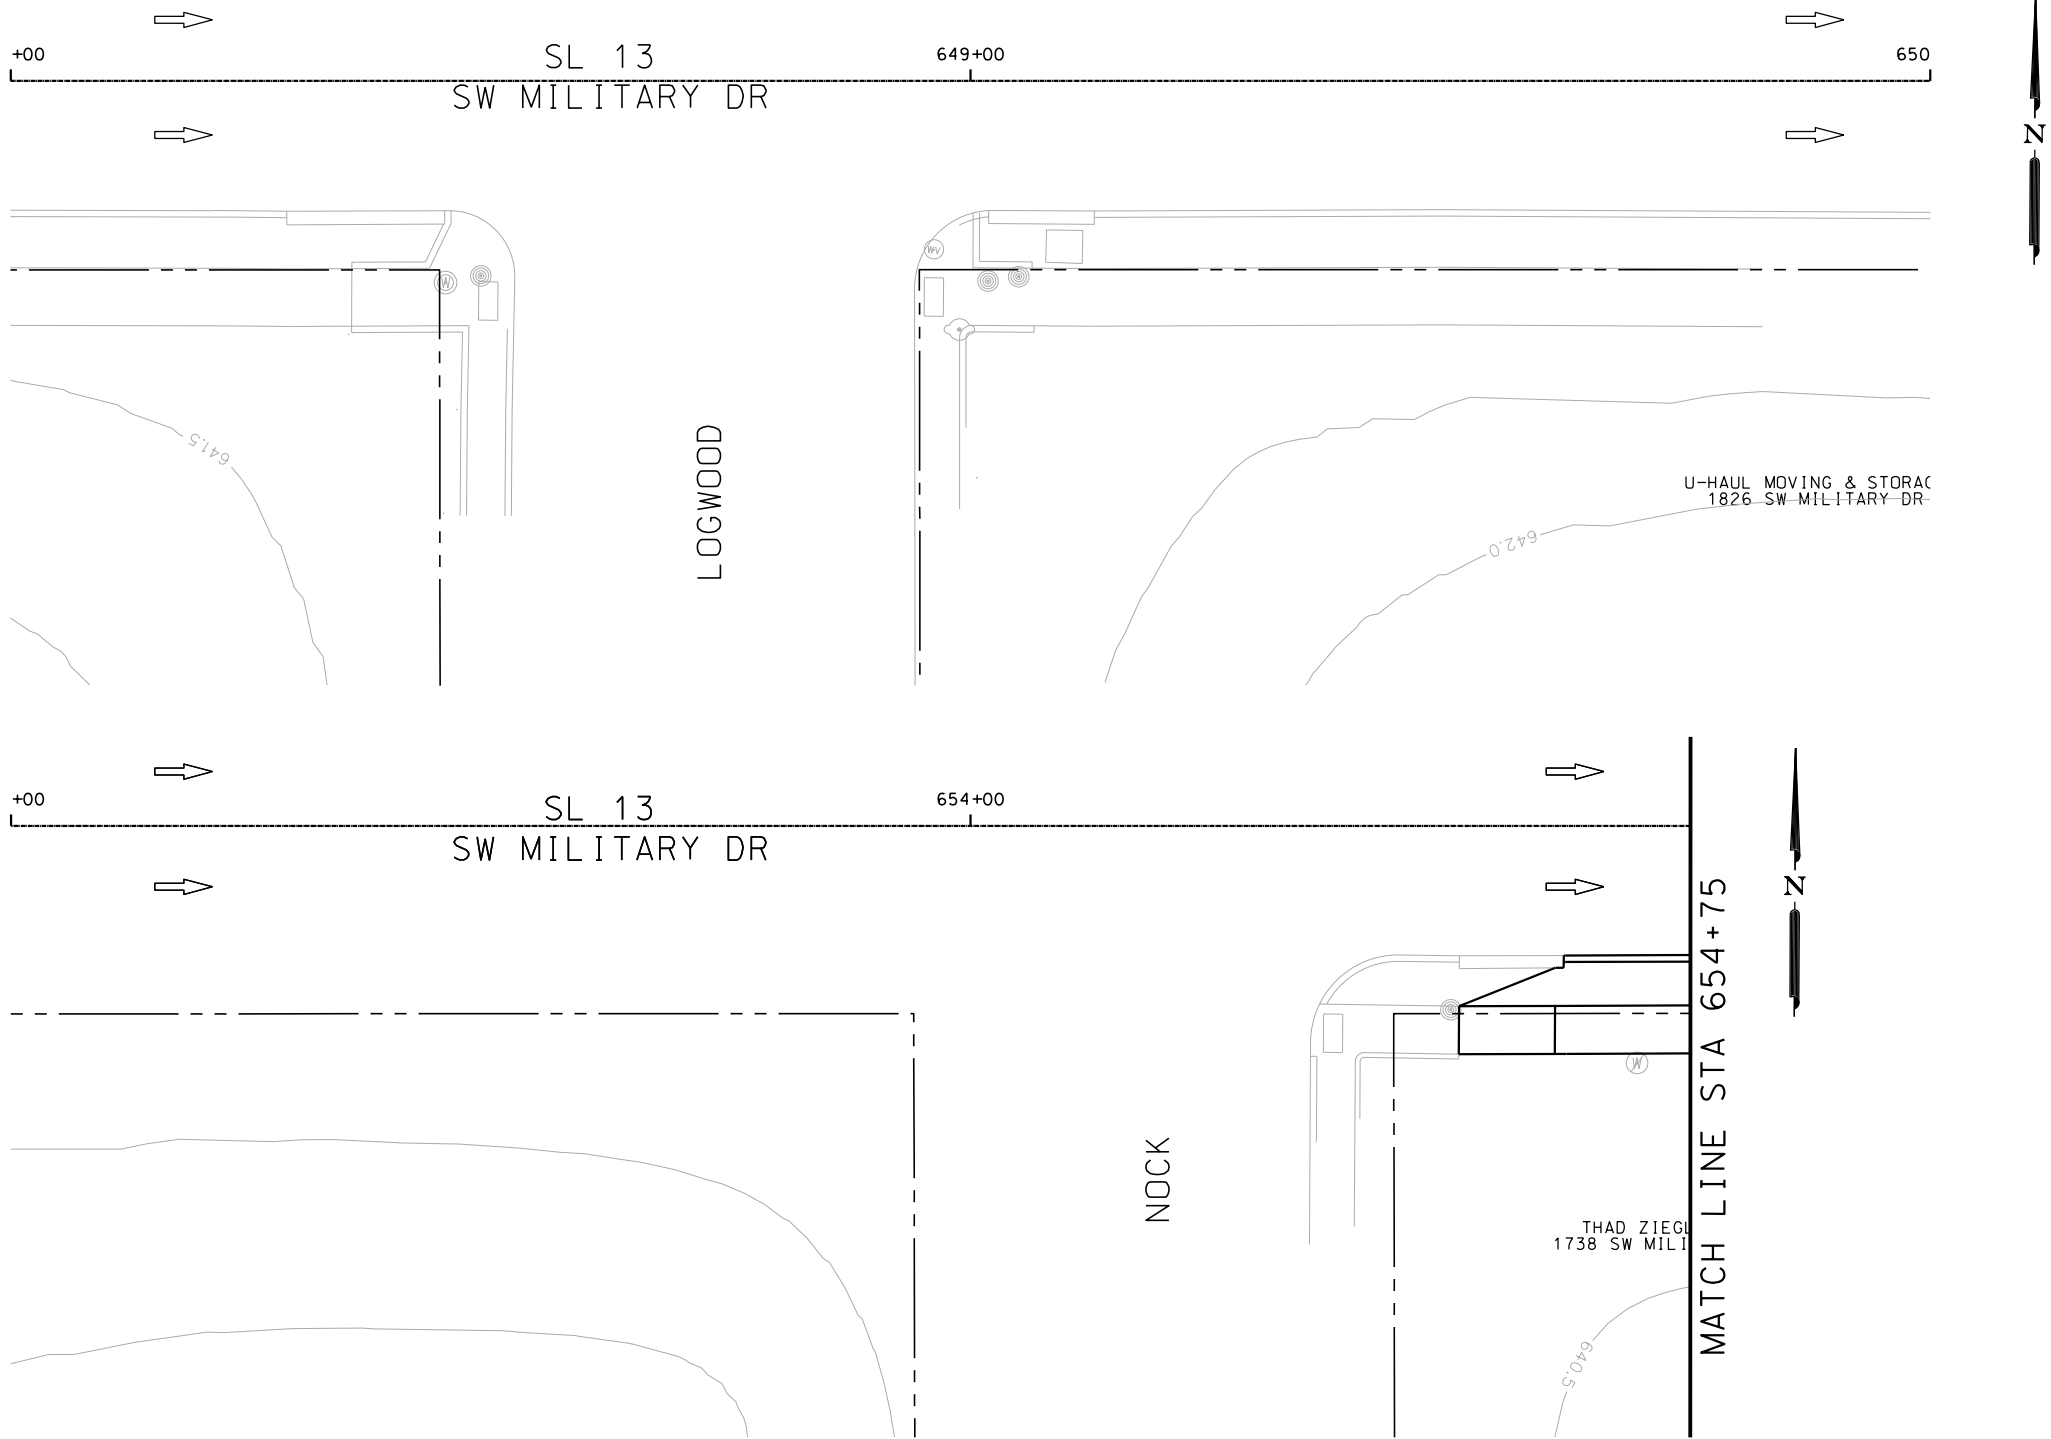 +00
SL 13
649+00
650
SW MILITARY DR
N
W+V
W
641.5
LOGWOOD
U-HAUL MOVING & STORAG
1826 SW MILITARY DR
642.0
+00
SL 13
654+00
SW MILITARY DR
N
MATCH LINE STA 654+75
W
NOCK
THAD ZIEGL
1738 SW MILI
640.5